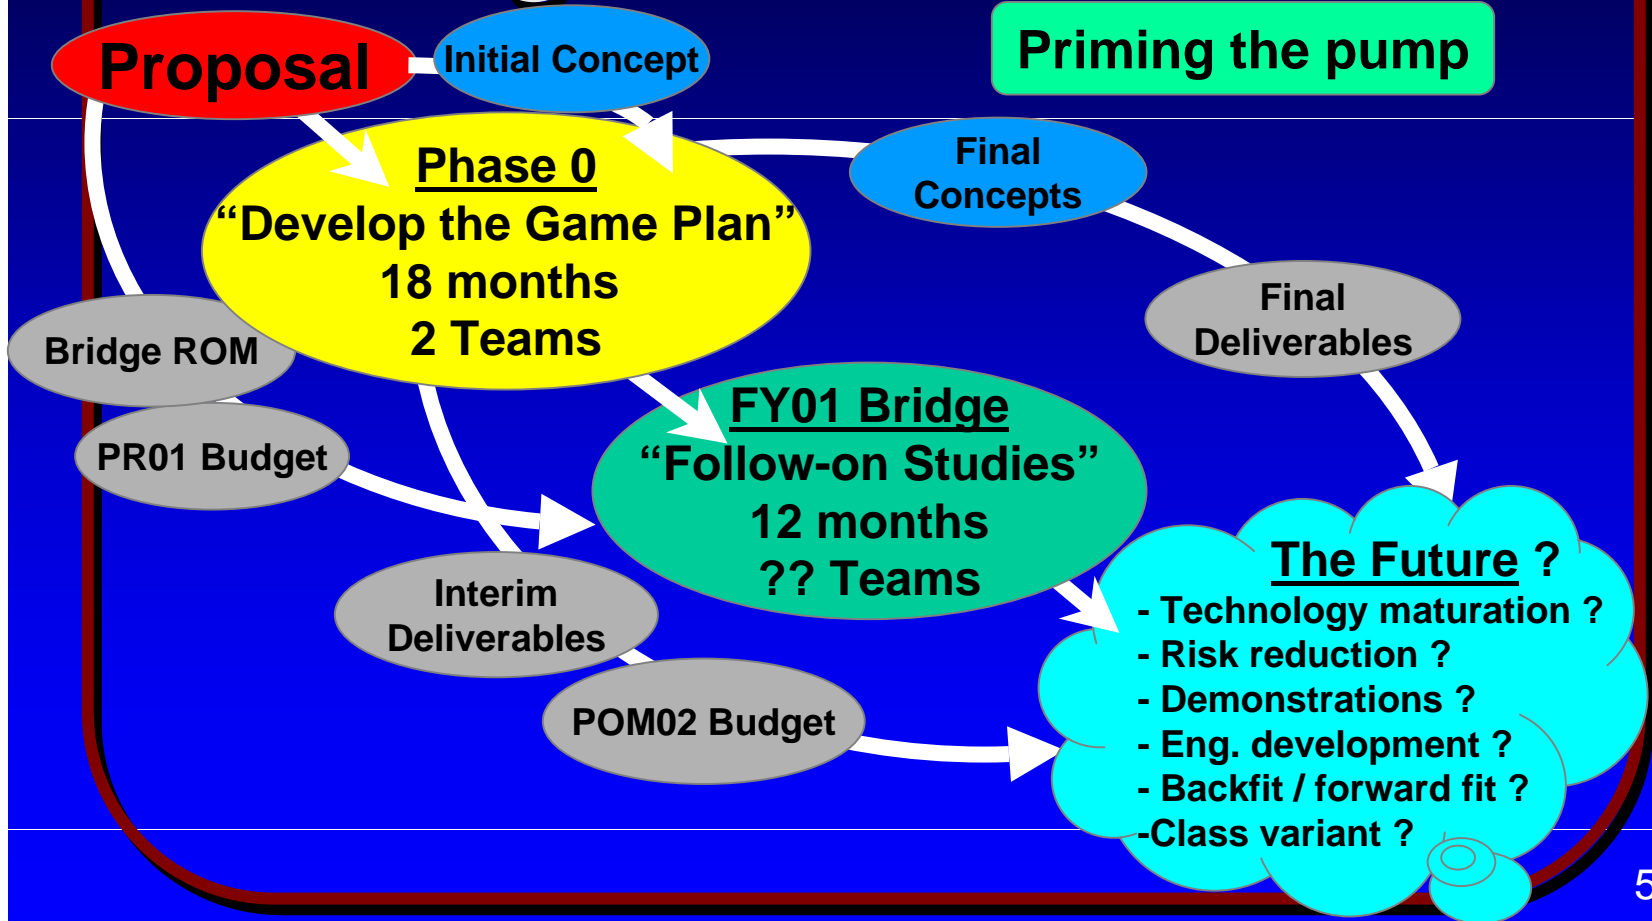 Proposal
Initial Concept
Priming the pump
Phase 0
“Develop the Game Plan”
18 months
2 Teams
Final
Concepts
Final
Deliverables
Bridge ROM
PR01 Budget
FY01 Bridge
“Follow-on Studies”
12 months
?? Teams
Interim
Deliverables
POM02 Budget
The Future ?
- Technology maturation ?
- Risk reduction ?
- Demonstrations ?
- Eng. development ?
- Backfit / forward fit ?
-Class variant ?
5